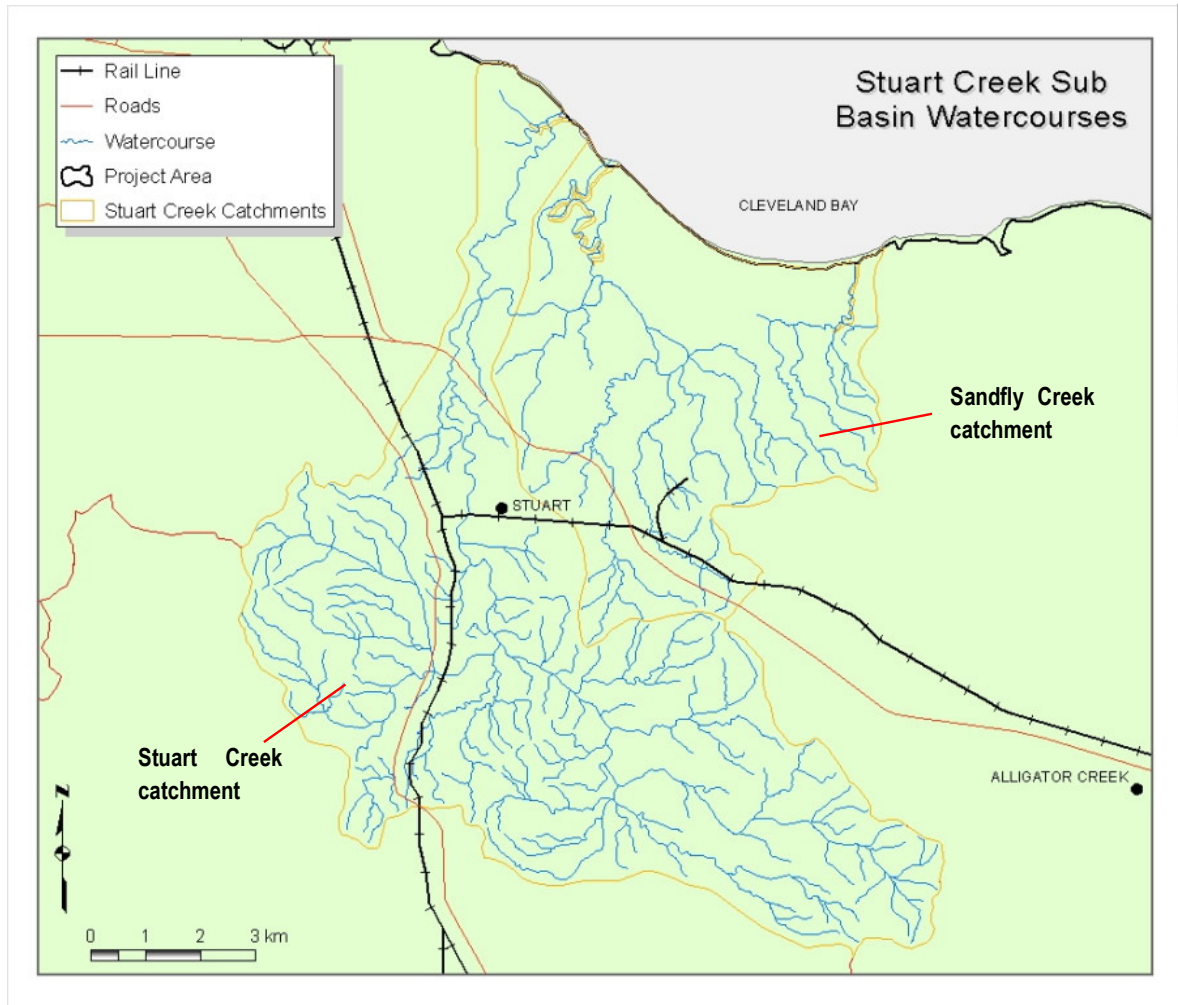 Stuart Creek Sub
Basin Watercourses
Rail Line
Roads
Watercourse
Project Area
Stuart Creek Catchments
CLEVELAND BAY
Sandfly Creek
catchment
STUART
Stuart Creek
catchment
ALLIGATOR CREEK
N
0 1 2 3 km